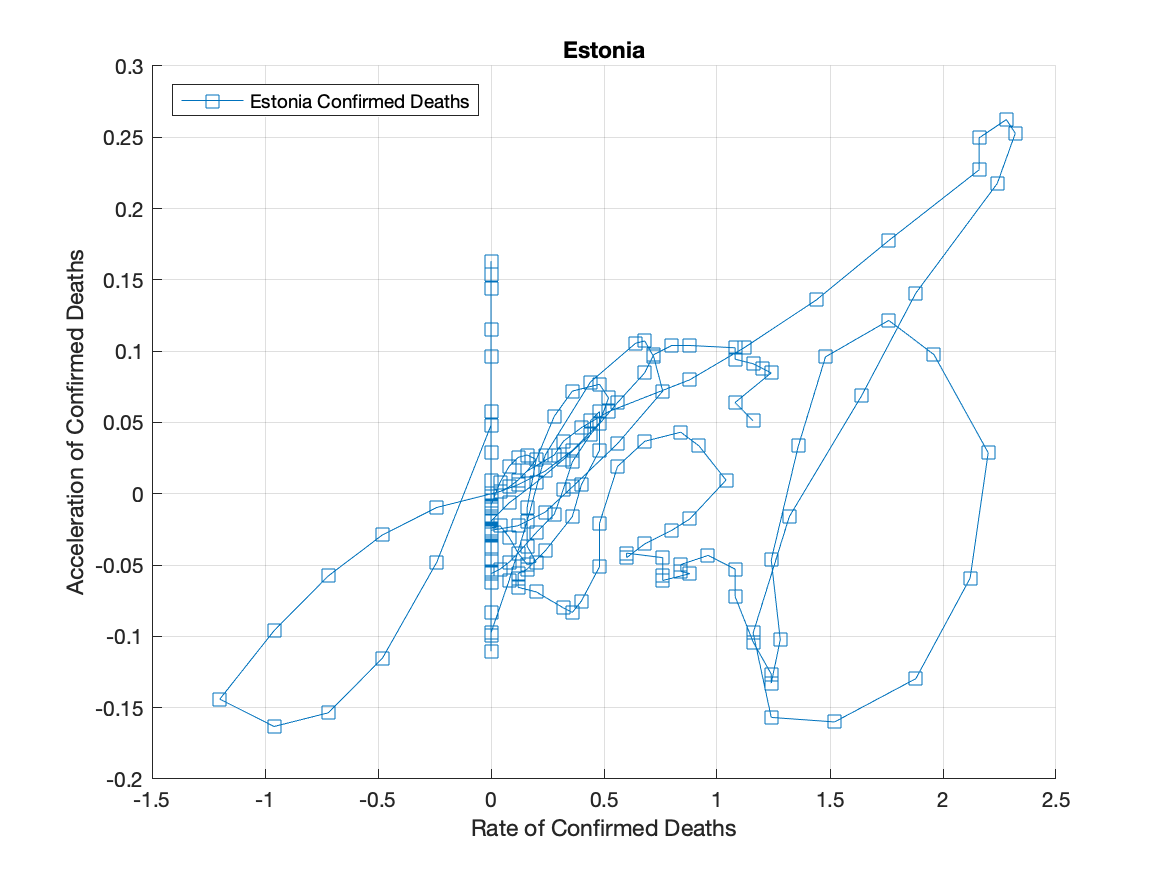 Estonia
0.3
Estonia Confirmed Deaths
0.25
0.2
0.15
0.1
0.05
0
-0.05
-0.1
-0.15
-0.2
Acceleration of Confirmed Deaths
-1.5 -1 -0.5 0 0.5 1 1.5 2 2.5
Rate of Confirmed Deaths